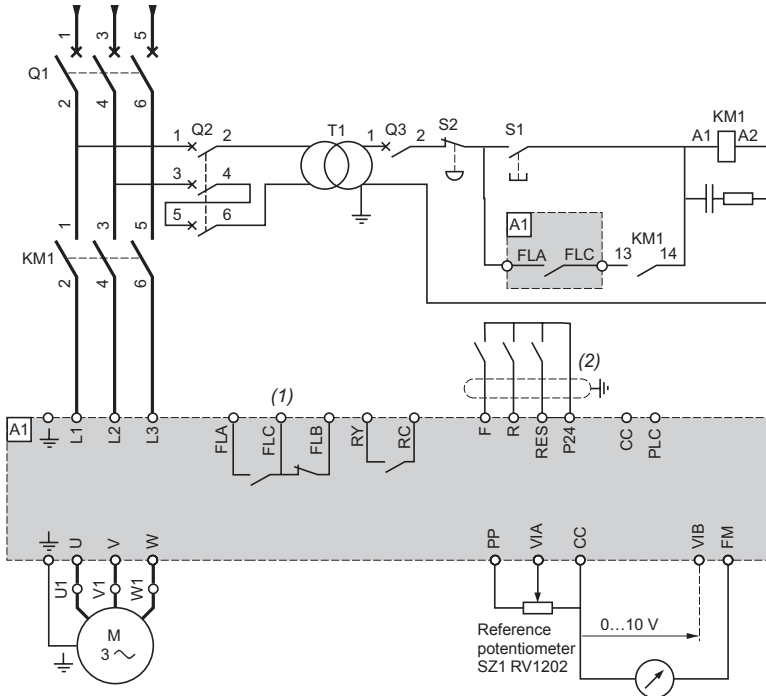 1 3 5
Q1
2 4 6
1 Q2 2
3 4
5 6
T1
1 Q3 2
S2
S1
KM1
A1 A2
A1
FLA FLC
KM1
13 14
1 3 5
KM1
2 4 6
(1)
(2)
A1
L1 L2 L3
FLA FLC FLB RY RC
F R RES P24 CC PLC
U V W
PP VIA CC VIB FM
U1 V1 W1
M
3
Reference
potentiometer
SZ1 RV1202
0...10 V